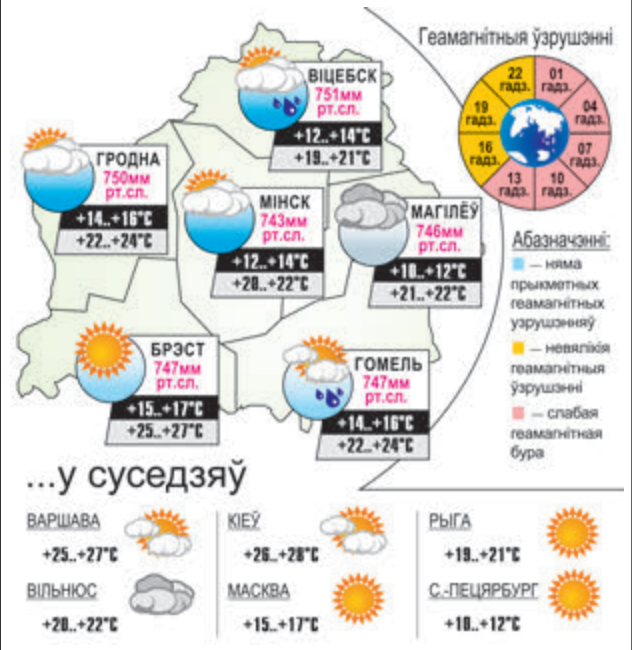 Геамагнітныя ўзрушэнні
22 гадз.
01 гадз.
04 гадз.
07 гадз.
10 гадз.
13 гадз.
16 гадз.
19 гадз.
ВІЦЕБСК
751мм
рт.сл.
+12..+14°C
+19..+21°C
ГРОДНА
750мм
рт.сл.
+14..+16°C
+22..+24°C
МІНСК
743мм
рт.сл.
+12..+14°C
+20..+22°C
МАГІЛЁЎ
746мм
рт.сл.
+10..+12°C
+21..+22°C
БРЭСТ
747мм
рт.сл.
+15..+17°C
+25..+27°C
ГОМЕЛЬ
747мм
рт.сл.
+14..+16°C
+22..+24°C
Абазначэнні:
— няма
прыкметных
геамагнітных
узрушэнняў
— невялікія
геамагнітныя
ўзрушэнні
— слабая
геамагнітная
бура
...у суседзяў
ВАРШАВА
+25..+27°C
КІЕЎ
+26..+28°C
РЫГА
+19..+21°C
ВІЛЬНЮС
+20..+22°C
МАСКВА
+15..+17°C
С.-ПЕЦЯРБУРГ
+10..+12°C